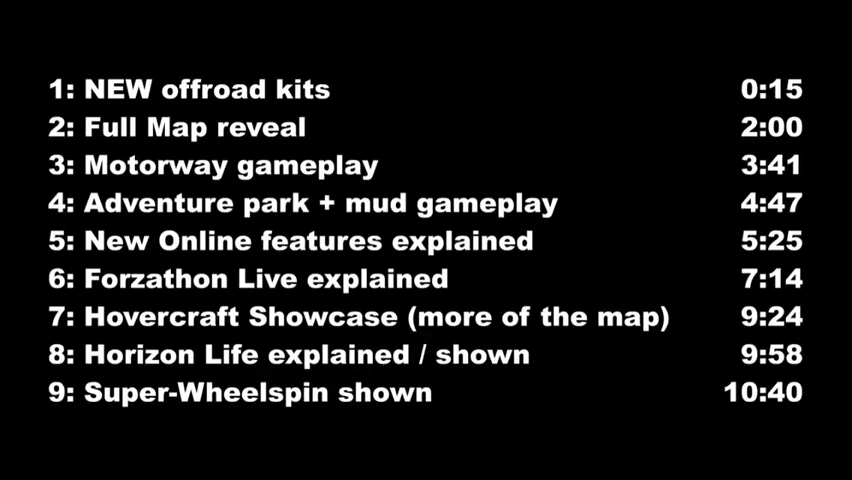 1: NEW offroad kits 0:15
2: Full Map reveal 2:00
3: Motorway gameplay 3:41
4: Adventure park + mud gameplay 4:47
5: New Online features explained 5:25
6: Forzathon Live explained 7:14
7: Hovercraft Showcase (more of the map) 9:24
8: Horizon Life explained / shown 9:58
9: Super-Wheelspin shown 10:40